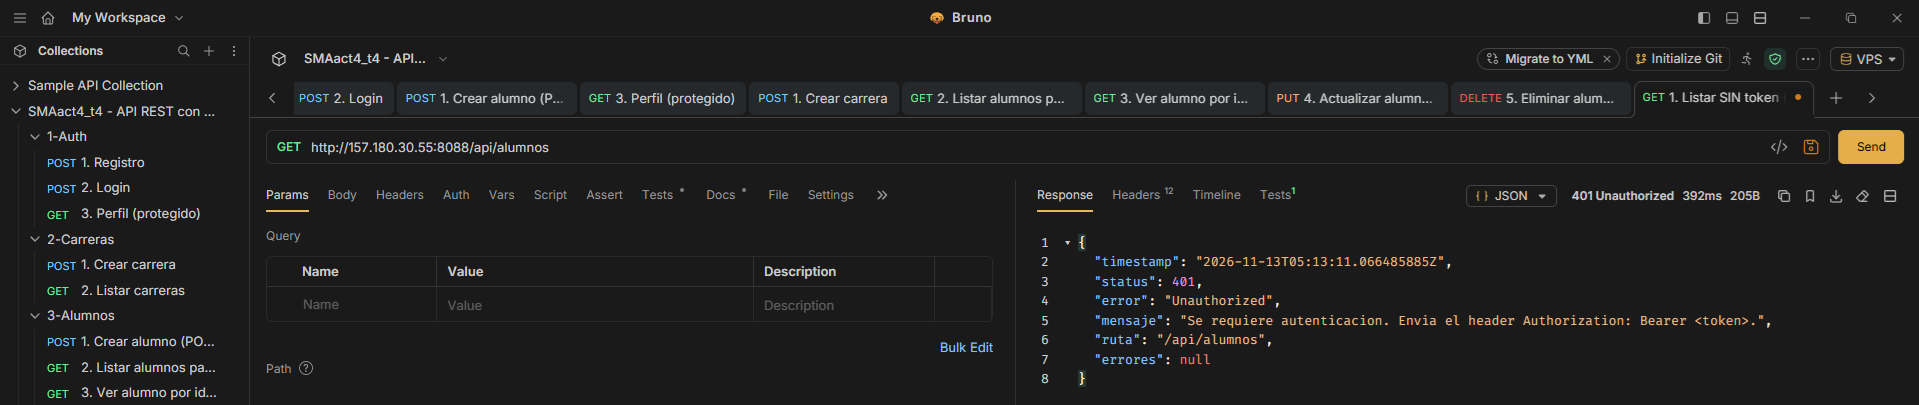 My Workspace
Bruno
Collections
Sample API Collection
SMAact4_t4 - API REST con ...
1-Auth
POST 1. Registro
POST 2. Login
GET 3. Perfil (protegido)
2-Carreras
POST 1. Crear carrera
GET 2. Listar carreras
3-Alumnos
POST 1. Crear alumno (PO...
GET 2. Listar alumnos pa...
GET 3. Ver alumno por id...
SMAact4_t4 - API...
Migrate to YML
Initialize Git
VPS
POST 2. Login
POST 1. Crear alumno (P...
GET 3. Perfil (protegido)
POST 1. Crear carrera
GET 2. Listar alumnos p...
GET 3. Ver alumno por i...
PUT 4. Actualizar alumn...
DELETE 5. Eliminar alum...
GET 1. Listar SIN token
GET http://157.180.30.55:8088/api/alumnos
Send
Params Body Headers Auth Vars Script Assert Tests Docs File Settings
Query
Name Value Description
Name Value Description
Bulk Edit
Path
Response Headers 12 Timeline Tests 1
{ } JSON
401 Unauthorized 392ms 205B
1 {
2 "timestamp": "2026-11-13T05:13:11.066485885Z",
3 "status": 401,
4 "error": "Unauthorized",
5 "mensaje": "Se requiere autenticacion. Envia el header Authorization: Bearer <token>.",
6 "ruta": "/api/alumnos",
7 "errores": null
8 }